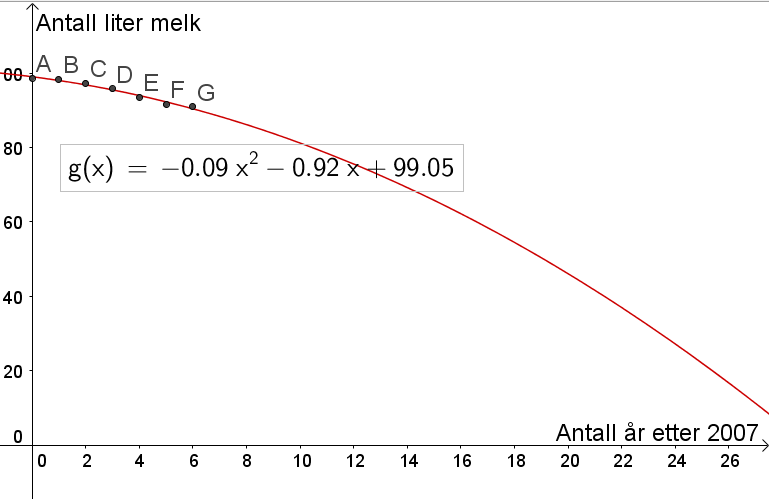 Antall liter melk
A B C D E F G
00
80
g(x) = −0.09 x² − 0.92 x + 99.05
60
40
20
0
Antall år etter 2007
0 2 4 6 8 10 12 14 16 18 20 22 24 26